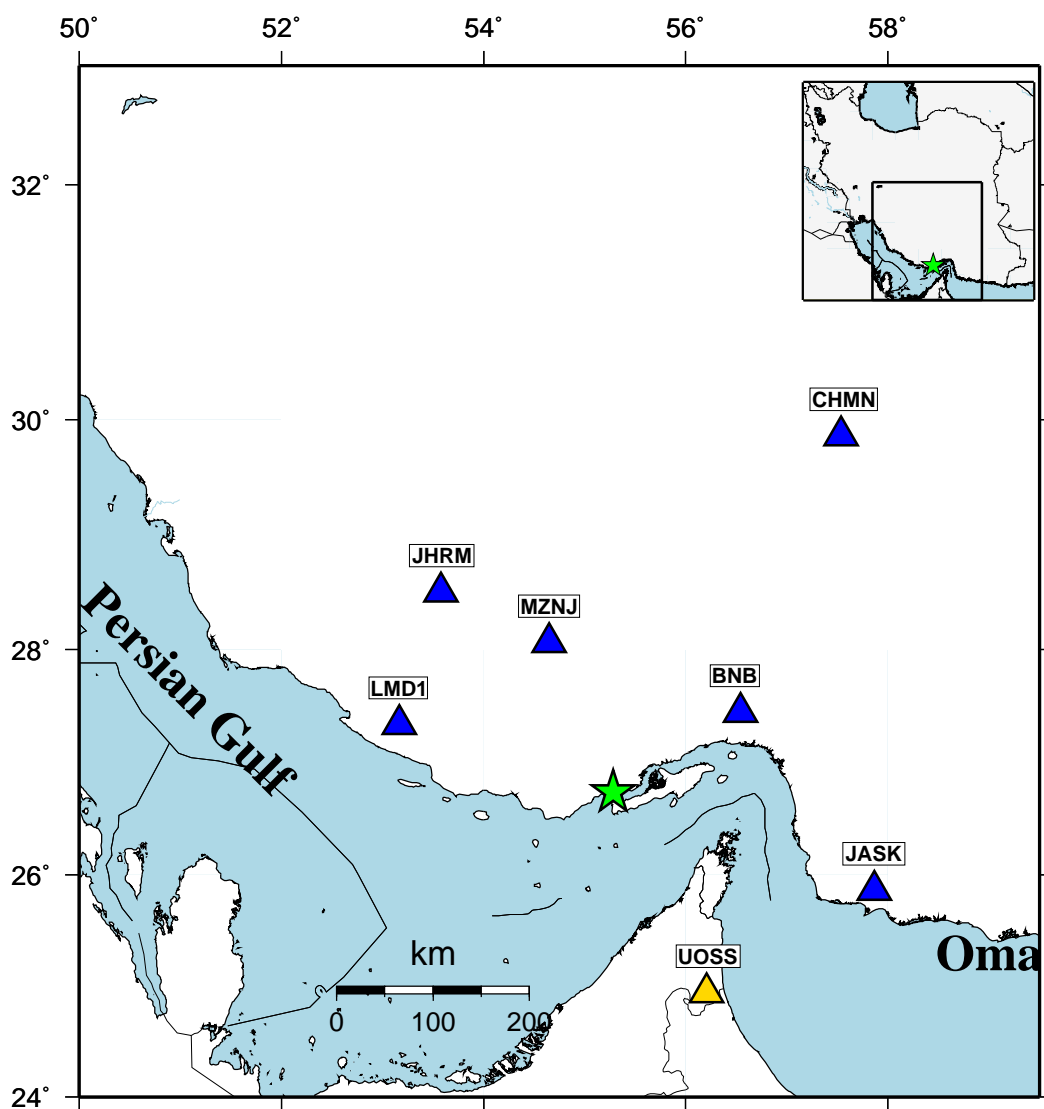 50˚ 52˚ 54˚ 56˚ 58˚
32˚
30˚
28˚
26˚
24˚
CHMN
JHRM
MZNJ
BNB
LMD1
Persian Gulf
JASK
Oma
UOSS
km
0 100 200